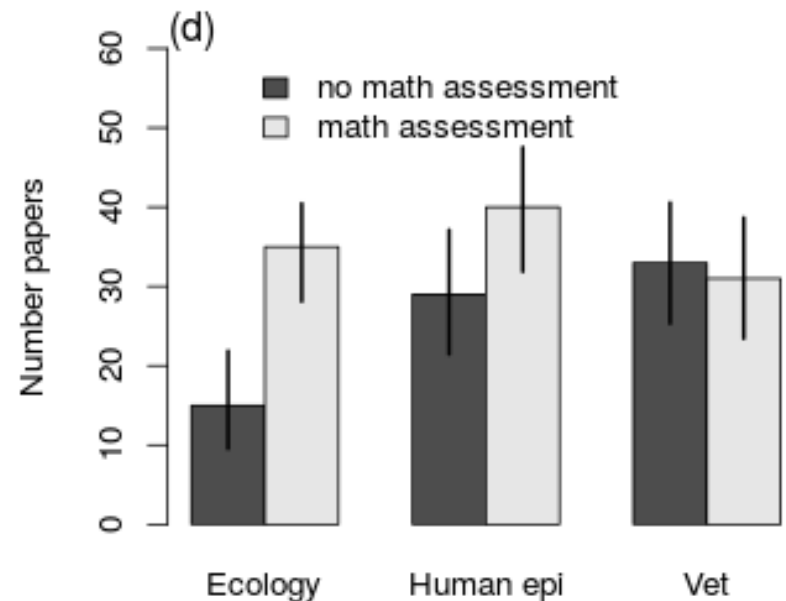 (d)
no math assessment
math assessment
Number papers
60
50
40
30
20
10
0
Ecology Human epi Vet